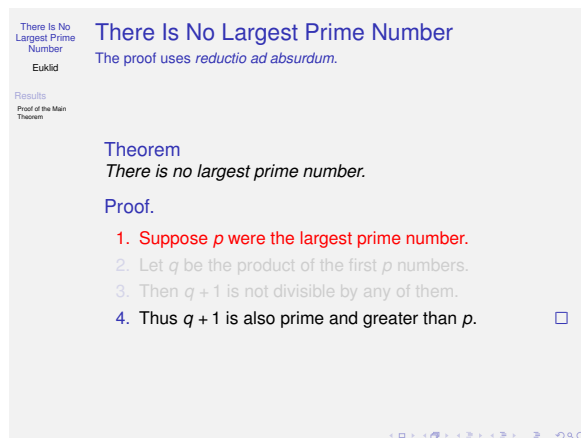 There Is No
Largest Prime
Number
Euklid
Results
Proof of the Main
Theorem
There Is No Largest Prime Number
The proof uses reductio ad absurdum.
Theorem
There is no largest prime number.
Proof.
1. Suppose p were the largest prime number.
2. Let q be the product of the first p numbers.
3. Then q + 1 is not divisible by any of them.
4. Thus q + 1 is also prime and greater than p. □